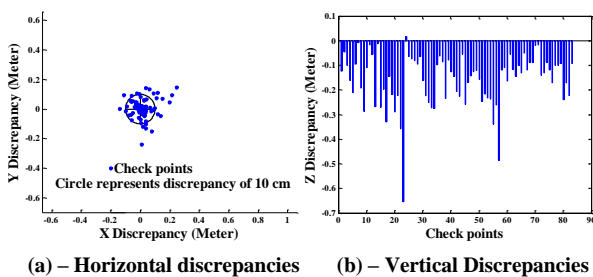 0.6
0.4
0.2
0
-0.2
-0.4
-0.6
Y Discrepancy (Meter)
Check points
Circle represents discrepancy of 10 cm
-0.6 -0.4 -0.2 0 0.2 0.4 0.6 0.8 1
X Discrepancy (Meter)
0.1
0
-0.1
-0.2
-0.3
-0.4
-0.5
-0.6
-0.7
Z Discrepancy (Meter)
0 10 20 30 40 50 60 70 80 90
Check points
(a) – Horizontal discrepancies
(b) – Vertical Discrepancies